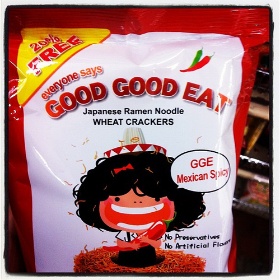 20%
FREE
everyone says
GOOD GOOD EAT
Japanese Ramen Noodle
WHEAT CRACKERS
GGE
Mexican Spicy
No Preservatives
No Artificial Flavors